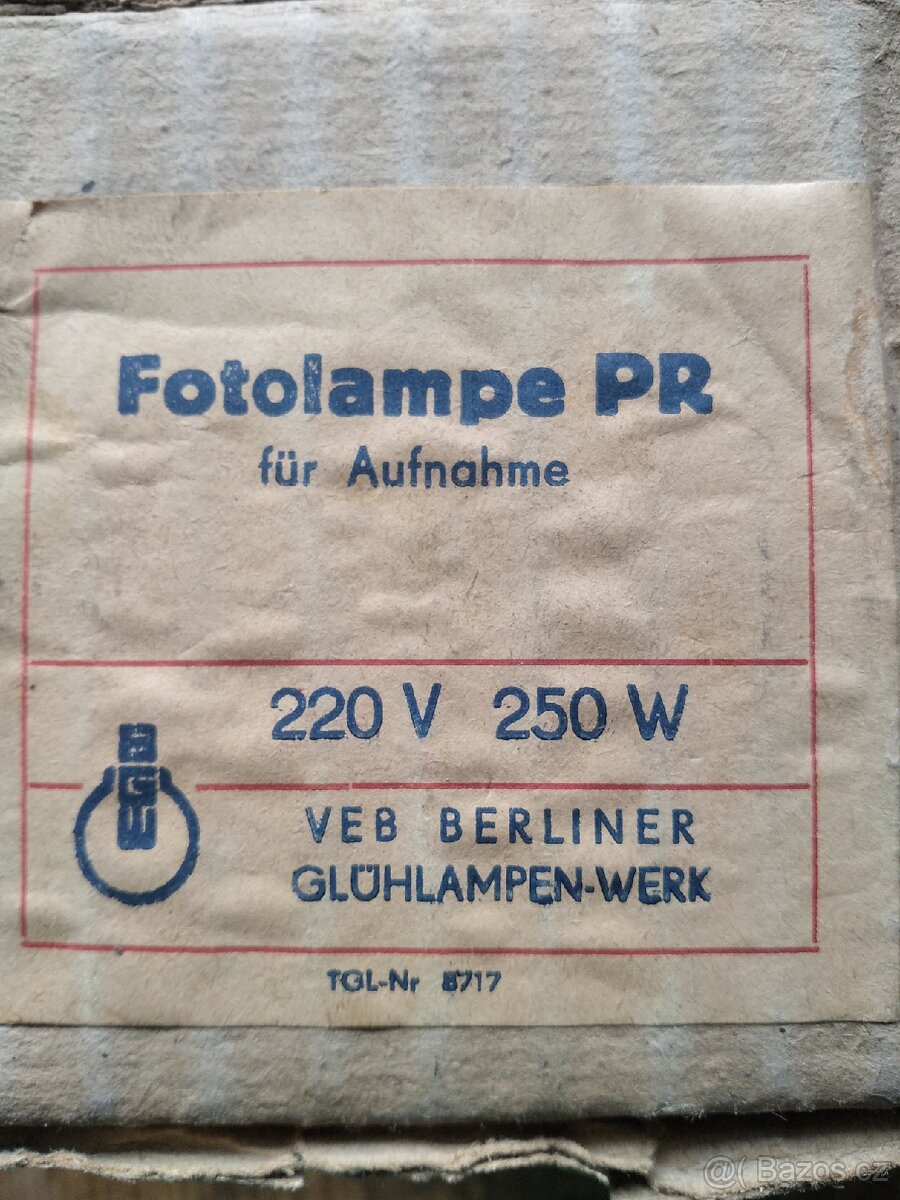 Fotolampe PR
für Aufnahme
220 V 250 W
BGW
VEB BERLINER
GLÜHLAMPEN-WERK
TGL-Nr 8717
@( Bazos.cz